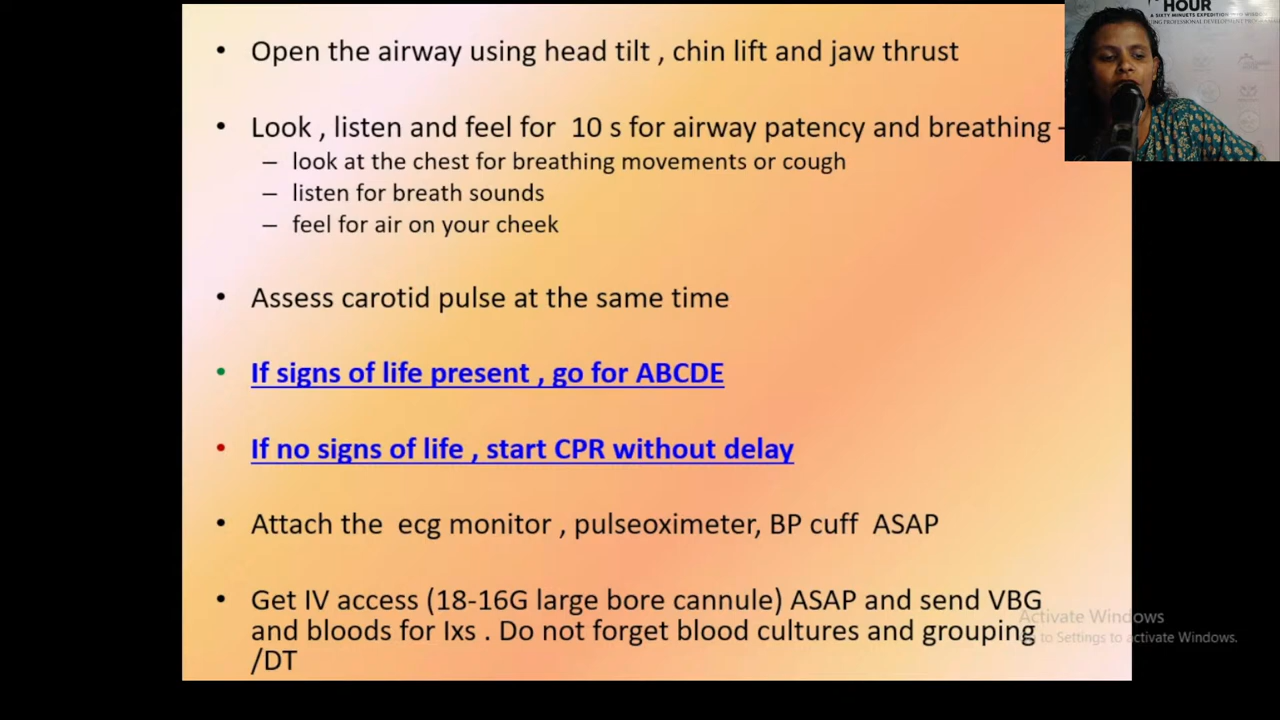 • Open the airway using head tilt , chin lift and jaw thrust
• Look , listen and feel for 10 s for airway patency and breathing -
– look at the chest for breathing movements or cough
– listen for breath sounds
– feel for air on your cheek
• Assess carotid pulse at the same time
• If signs of life present , go for ABCDE
• If no signs of life , start CPR without delay
• Attach the ecg monitor , pulseoximeter, BP cuff ASAP
• Get IV access (18-16G large bore cannule) ASAP and send VBG
and bloods for Ixs . Do not forget blood cultures and grouping
/DT
HOUR
A SIXTY MINUETS EXPEDITION
PROFESSIONAL DEVELOPMENT
Activate Windows
to Settings to activate Windows.